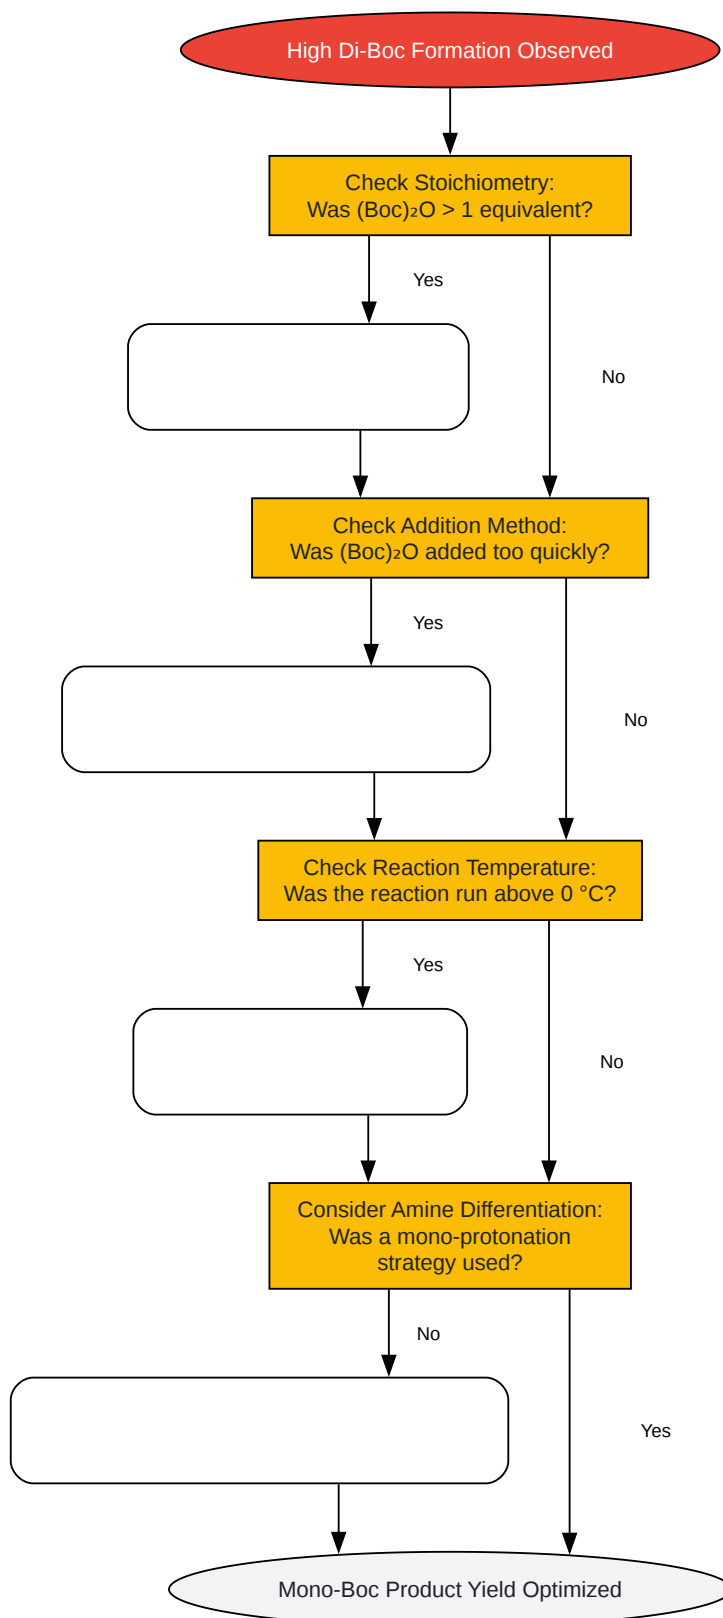 High Di-Boc Formation Observed
Check Stoichiometry:
Was (Boc)₂O > 1 equivalent?
Yes
No
Check Addition Method:
Was (Boc)₂O added too quickly?
Yes
No
Check Reaction Temperature:
Was the reaction run above 0 °C?
Yes
No
Consider Amine Differentiation:
Was a mono-protonation
strategy used?
No
Yes
Mono-Boc Product Yield Optimized